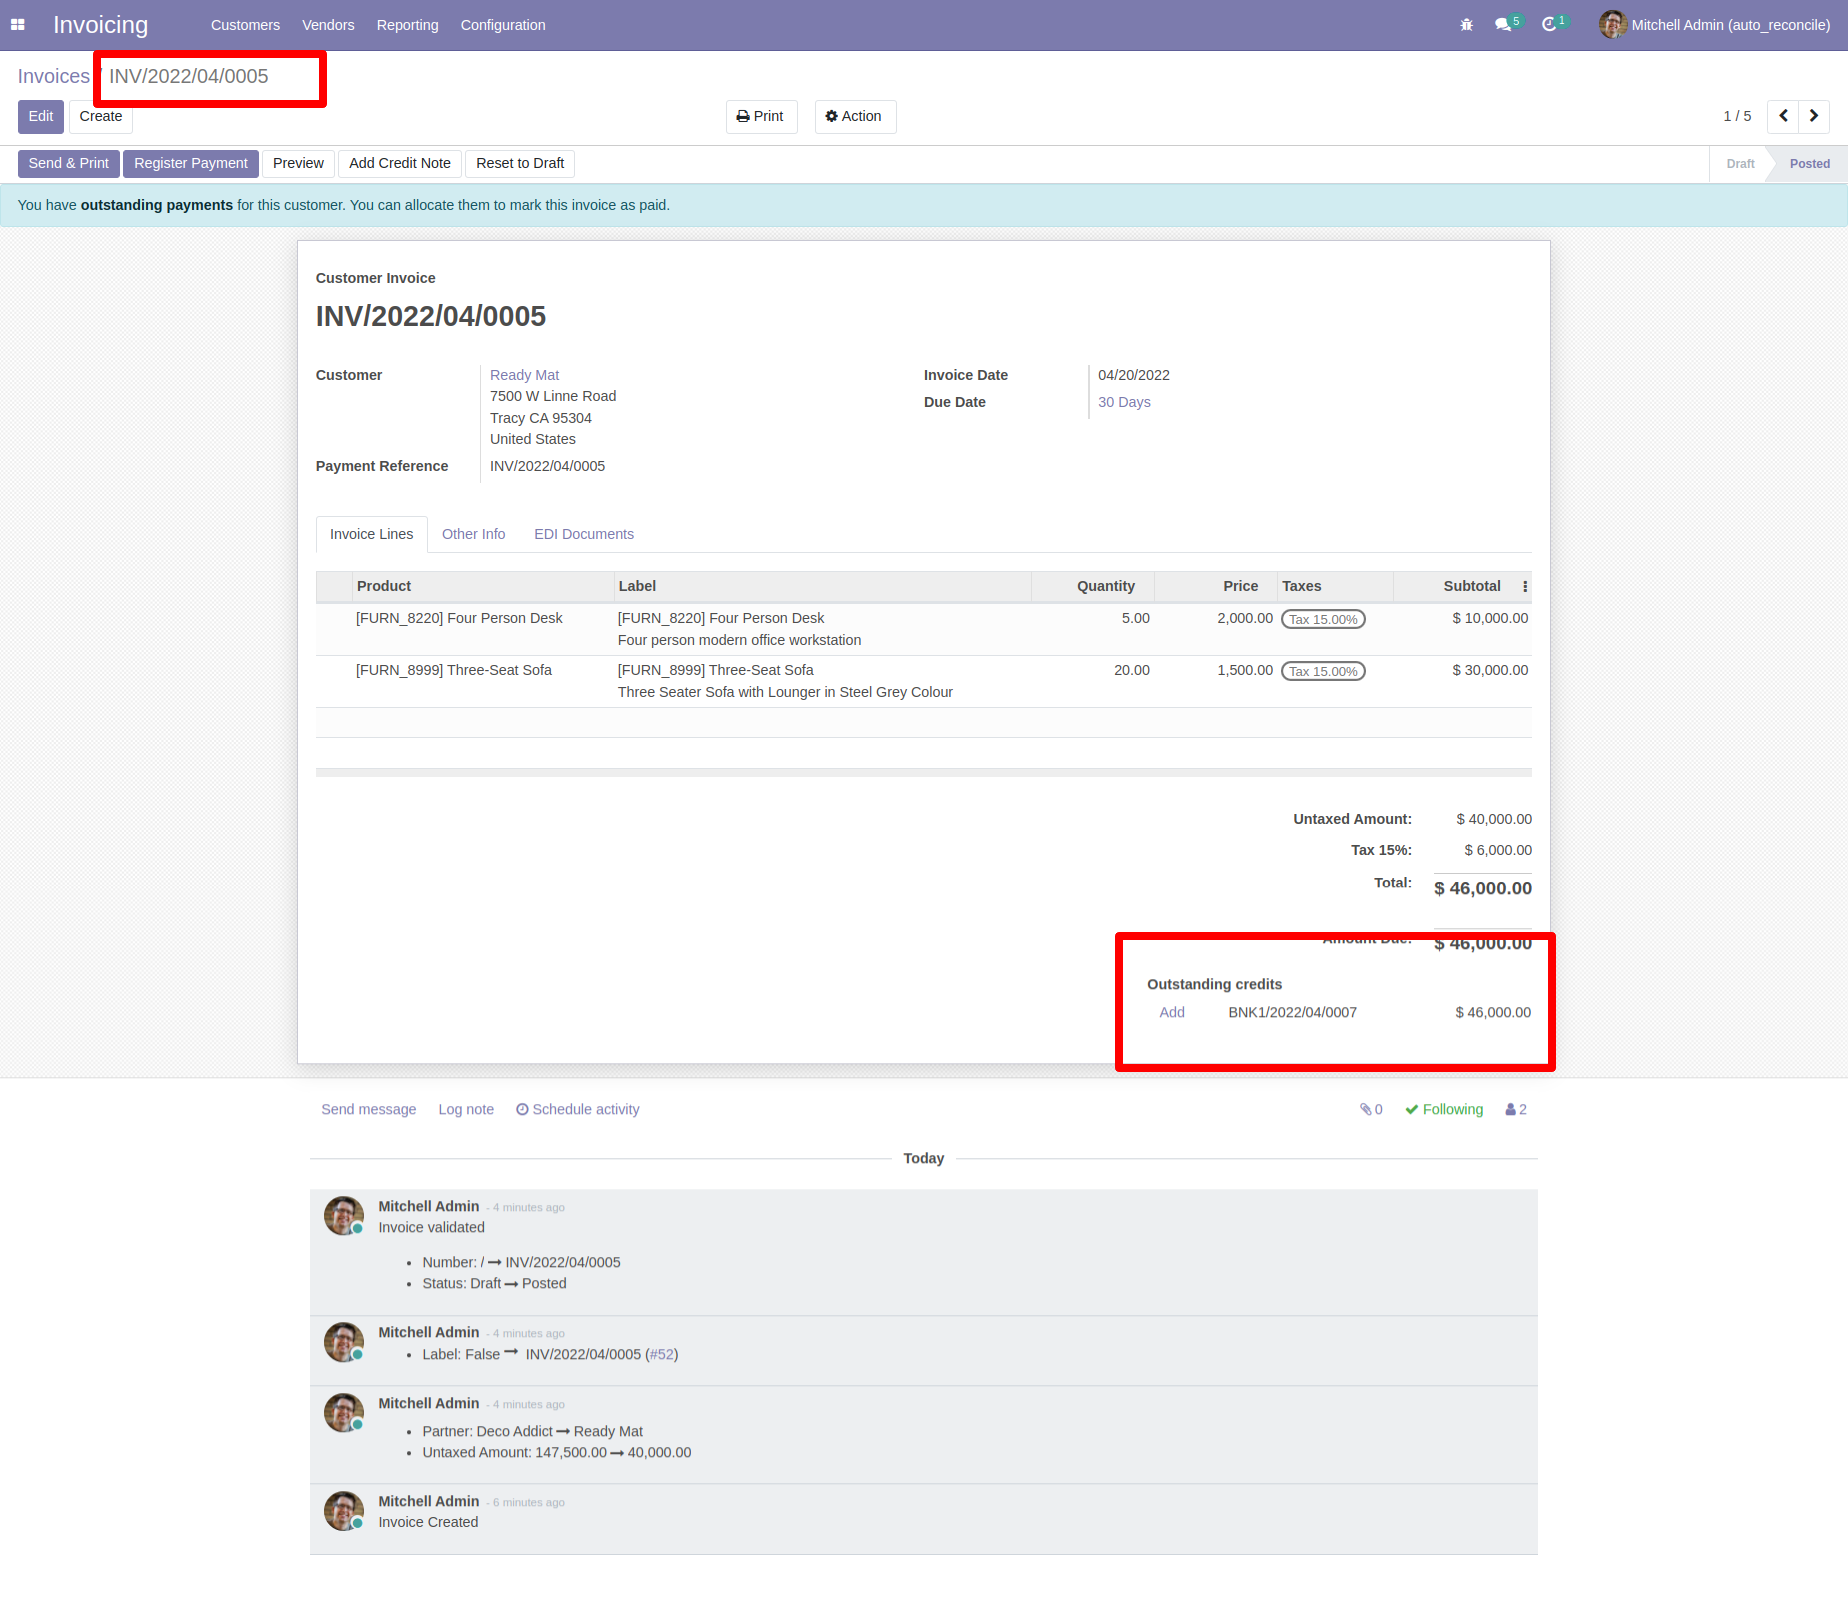 Invoicing Customers Vendors Reporting Configuration 5 1 Mitchell Admin (auto_reconcile)
Invoices / INV/2022/04/0005
Edit Create Print Action 1 / 5
Send & Print Register Payment Preview Add Credit Note Reset to Draft Draft Posted
You have outstanding payments for this customer. You can allocate them to mark this invoice as paid.
Customer Invoice
INV/2022/04/0005
Customer Ready Mat Invoice Date 04/20/2022
7500 W Linne Road Due Date 30 Days
Tracy CA 95304
United States
Payment Reference INV/2022/04/0005
Invoice Lines Other Info EDI Documents
Product Label Quantity Price Taxes Subtotal
[FURN_8220] Four Person Desk [FURN_8220] Four Person Desk 5.00 2,000.00 Tax 15.00% $ 10,000.00
Four person modern office workstation
[FURN_8999] Three-Seat Sofa [FURN_8999] Three-Seat Sofa 20.00 1,500.00 Tax 15.00% $ 30,000.00
Three Seater Sofa with Lounger in Steel Grey Colour
Untaxed Amount: $ 40,000.00
Tax 15%: $ 6,000.00
Total: $ 46,000.00
Amount Due: $ 46,000.00
Outstanding credits
Add BNK1/2022/04/0007 $ 46,000.00
Send message Log note Schedule activity 0 Following 2
Today
Mitchell Admin - 4 minutes ago
Invoice validated
• Number: / → INV/2022/04/0005
• Status: Draft → Posted
Mitchell Admin - 4 minutes ago
• Label: False → INV/2022/04/0005 (#52)
Mitchell Admin - 4 minutes ago
• Partner: Deco Addict → Ready Mat
• Untaxed Amount: 147,500.00 → 40,000.00
Mitchell Admin - 6 minutes ago
Invoice Created